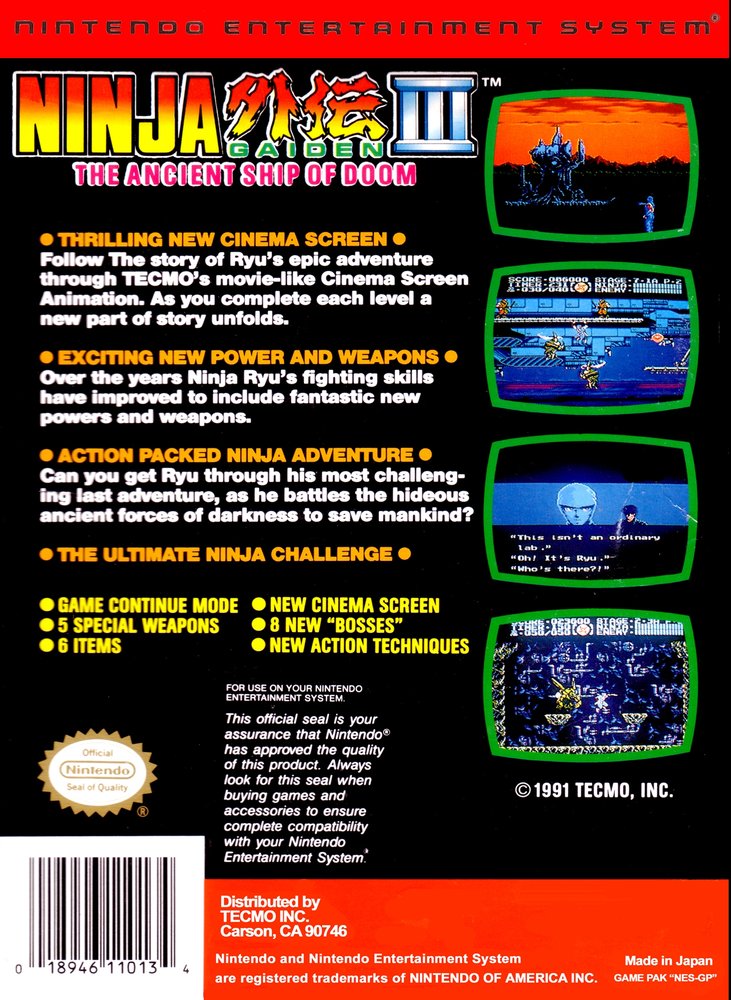 NINTENDO ENTERTAINMENT SYSTEM®
NINJA 外伝 III™
GAIDEN
THE ANCIENT SHIP OF DOOM
● THRILLING NEW CINEMA SCREEN ●
Follow The story of Ryu's epic adventure
through TECMO's movie-like Cinema Screen
Animation. As you complete each level a
new part of story unfolds.
● EXCITING NEW POWER AND WEAPONS ●
Over the years Ninja Ryu's fighting skills
have improved to include fantastic new
powers and weapons.
● ACTION PACKED NINJA ADVENTURE ●
Can you get Ryu through his most challeng-
ing last adventure, as he battles the hideous
ancient forces of darkness to save mankind?
● THE ULTIMATE NINJA CHALLENGE ●
● GAME CONTINUE MODE
● 5 SPECIAL WEAPONS
● 6 ITEMS
● NEW CINEMA SCREEN
● 8 NEW "BOSSES"
● NEW ACTION TECHNIQUES
SCORE-086000 STAGE-7-
NINJA
ENEMY
"This isn't an ordinary
lab."
"Oh! It's Ryu."
"Who's there?!"
ENEMY
©1991 TECMO, INC.
FOR USE ON YOUR NINTENDO
ENTERTAINMENT SYSTEM.
This official seal is your
assurance that Nintendo®
has approved the quality
of this product. Always
look for this seal when
buying games and
accessories to ensure
complete compatibility
with your Nintendo
Entertainment System.
Official
Nintendo
Seal of Quality
®
0 18946 11013 4
Distributed by
TECMO INC.
Carson, CA 90746
Nintendo and Nintendo Entertainment System
are registered trademarks of NINTENDO OF AMERICA INC.
Made in Japan
GAME PAK "NES-GP"